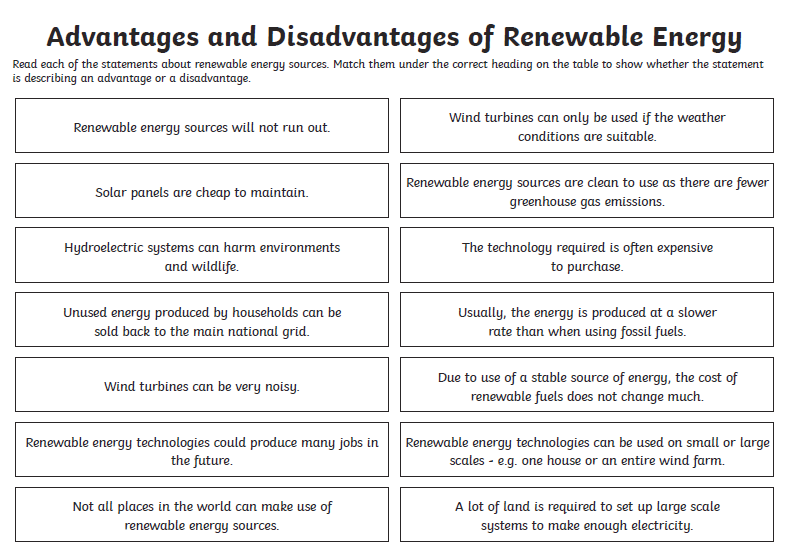 Advantages and Disadvantages of Renewable Energy
Read each of the statements about renewable energy sources. Match them under the correct heading on the table to show whether the statement
is describing an advantage or a disadvantage.
Renewable energy sources will not run out.
Wind turbines can only be used if the weather
conditions are suitable.
Solar panels are cheap to maintain.
Renewable energy sources are clean to use as there are fewer
greenhouse gas emissions.
Hydroelectric systems can harm environments
and wildlife.
The technology required is often expensive
to purchase.
Unused energy produced by households can be
sold back to the main national grid.
Usually, the energy is produced at a slower
rate than when using fossil fuels.
Wind turbines can be very noisy.
Due to use of a stable source of energy, the cost of
renewable fuels does not change much.
Renewable energy technologies could produce many jobs in
the future.
Renewable energy technologies can be used on small or large
scales - e.g. one house or an entire wind farm.
Not all places in the world can make use of
renewable energy sources.
A lot of land is required to set up large scale
systems to make enough electricity.